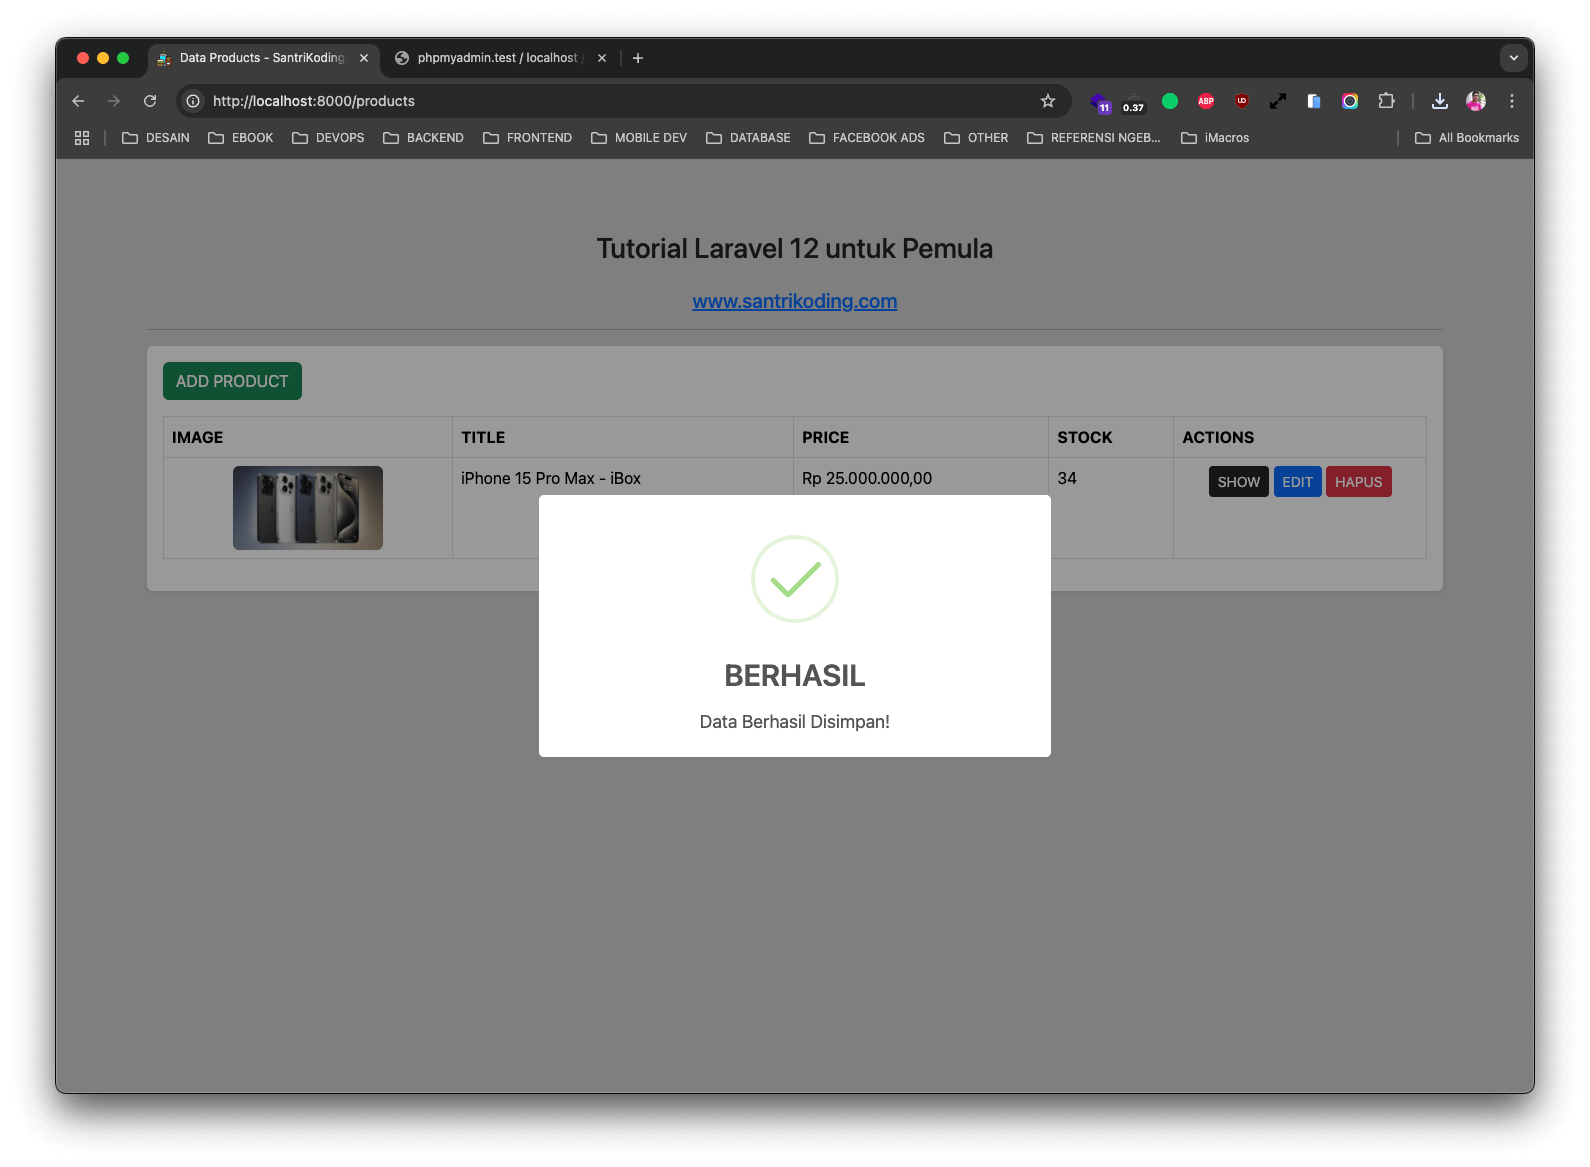 Data Products - SantriKoding
phpmyadmin.test / localhost /
http://localhost:8000/products
11
0.37
ABP
DESAIN
EBOOK
DEVOPS
BACKEND
FRONTEND
MOBILE DEV
DATABASE
FACEBOOK ADS
OTHER
REFERENSI NGEB...
iMacros
All Bookmarks
Tutorial Laravel 12 untuk Pemula
www.santrikoding.com
ADD PRODUCT
IMAGE TITLE PRICE STOCK ACTIONS
iPhone 15 Pro Max - iBox Rp 25.000.000,00 34 SHOW EDIT HAPUS
BERHASIL
Data Berhasil Disimpan!